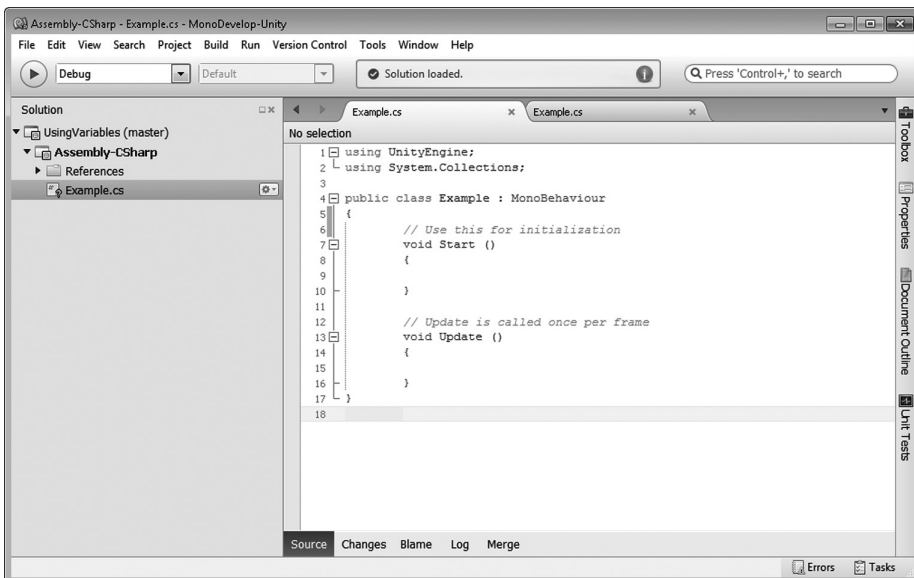 Assembly-CSharp - Example.cs - MonoDevelop-Unity
File Edit View Search Project Build Run Version Control Tools Window Help
Debug Default Solution loaded. Press 'Control+,' to search
Solution
UsingVariables (master)
Assembly-CSharp
References
Example.cs
Example.cs Example.cs
No selection
1 using UnityEngine;
2 using System.Collections;
3
4 public class Example : MonoBehaviour
5 {
6 // Use this for initialization
7 void Start ()
8 {
9
10 }
11
12 // Update is called once per frame
13 void Update ()
14 {
15
16 }
17 }
18
Source Changes Blame Log Merge
Toolbox
Properties
Document Outline
Unit Tests
Errors Tasks